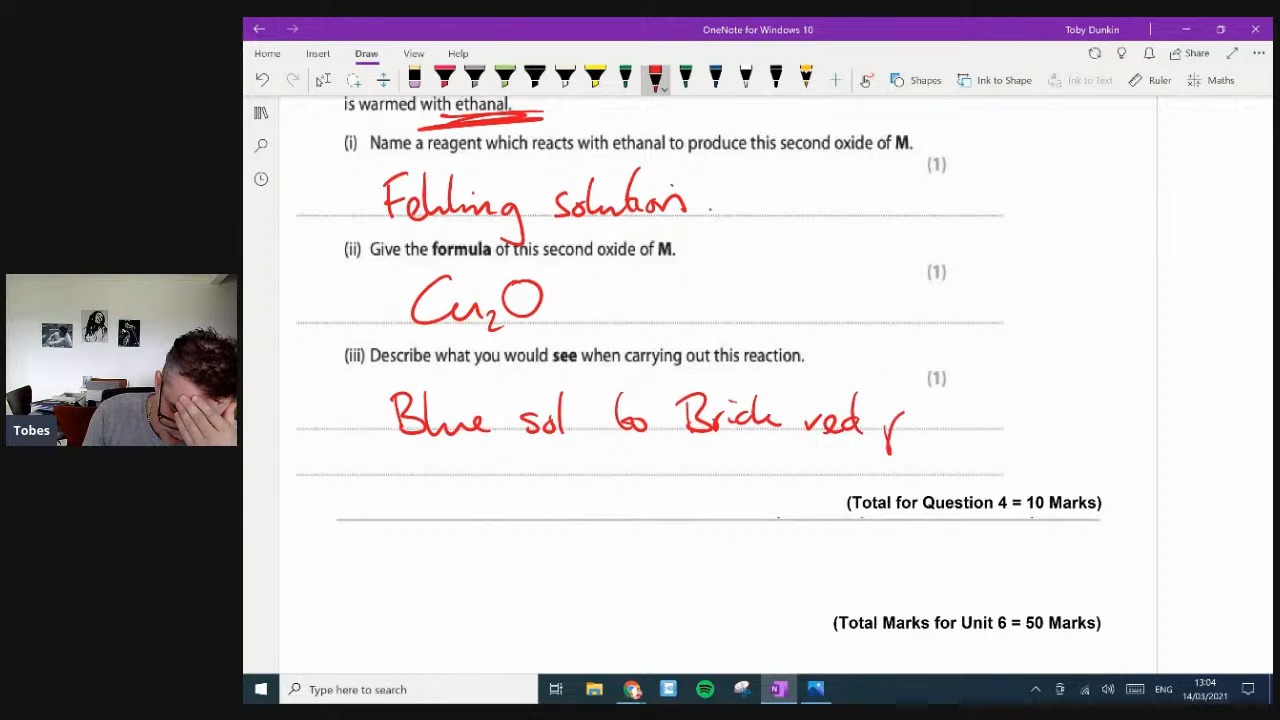 OneNote for Windows 10
Toby Dunkin
Home Insert Draw View Help
Share
Shapes Ink to Shape Ink to Text Ruler Maths
is warmed with ethanal.
(i) Name a reagent which reacts with ethanal to produce this second oxide of M.
(1)
Fehling solution
(ii) Give the formula of this second oxide of M.
(1)
Cu₂O
(iii) Describe what you would see when carrying out this reaction.
(1)
Blue sol to Brick red p
(Total for Question 4 = 10 Marks)
(Total Marks for Unit 6 = 50 Marks)
Tobes
Type here to search
ENG
13:04
14/03/2021